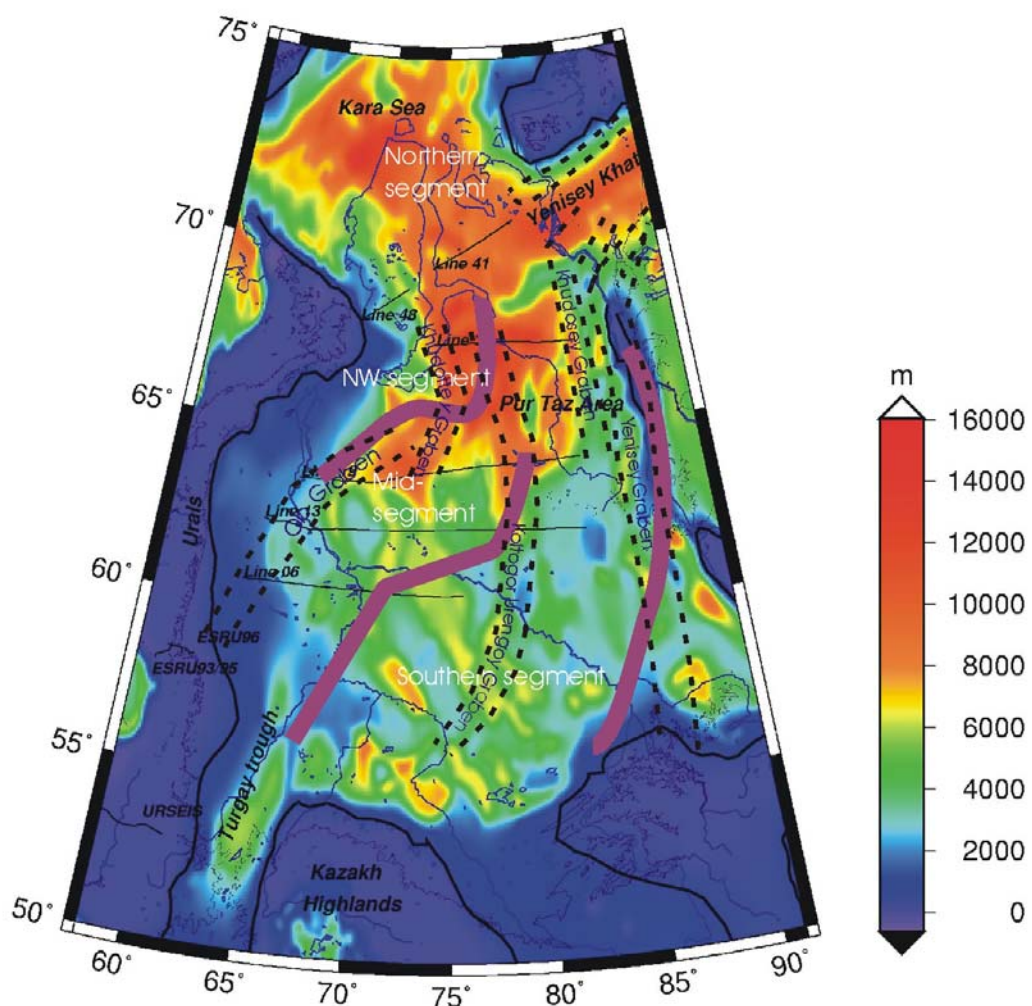 75˚
Kara Sea
Northern
segment
Yenisey Khat
70˚
Line 41
Khudosey Graben
Line 48
Line
NW segment
65˚
Pur Taz Area
Yenisey Graben
Graben
Graben
Mid-
segment
Line 13
Urals
Koltogor Urengoy Graben
60˚
Line 06
ESRU96
ESRU93/95
Southern segment
55˚
Turgay trough.
URSEIS
Kazakh
Highlands
50˚
60˚
65˚
70˚
75˚
80˚
85˚
90˚
m
16000
14000
12000
10000
8000
6000
4000
2000
0